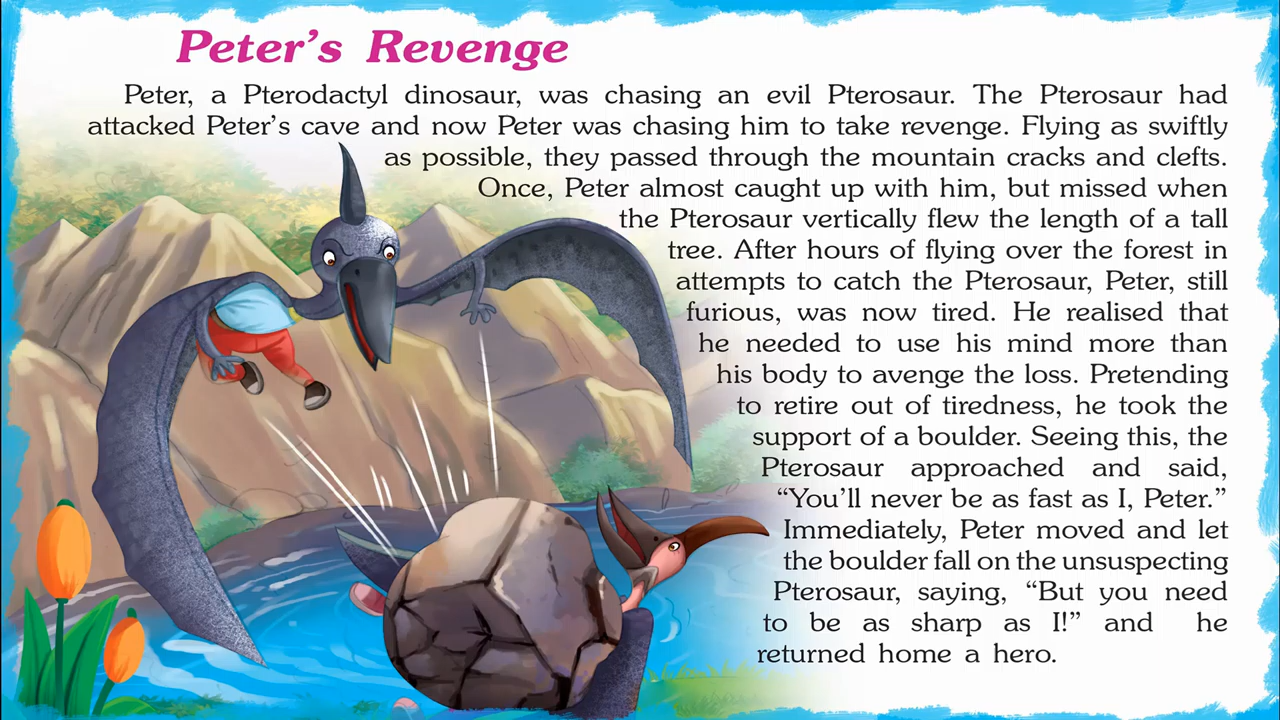 Peter’s Revenge
Peter, a Pterodactyl dinosaur, was chasing an evil Pterosaur. The Pterosaur had
attacked Peter’s cave and now Peter was chasing him to take revenge. Flying as swiftly
as possible, they passed through the mountain cracks and clefts.
Once, Peter almost caught up with him, but missed when
the Pterosaur vertically flew the length of a tall
tree. After hours of flying over the forest in
attempts to catch the Pterosaur, Peter, still
furious, was now tired. He realised that
he needed to use his mind more than
his body to avenge the loss. Pretending
to retire out of tiredness, he took the
support of a boulder. Seeing this, the
Pterosaur approached and said,
“You’ll never be as fast as I, Peter.”
Immediately, Peter moved and let
the boulder fall on the unsuspecting
Pterosaur, saying, “But you need
to be as sharp as I!” and he
returned home a hero.